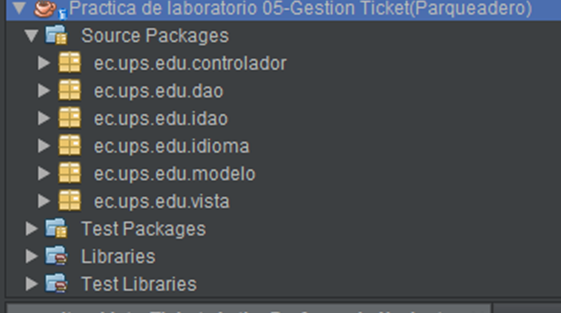 Practica de laboratorio 05-Gestion Ticket(Parqueadero)
Source Packages
ec.ups.edu.controlador
ec.ups.edu.dao
ec.ups.edu.idao
ec.ups.edu.idioma
ec.ups.edu.modelo
ec.ups.edu.vista
Test Packages
Libraries
Test Libraries